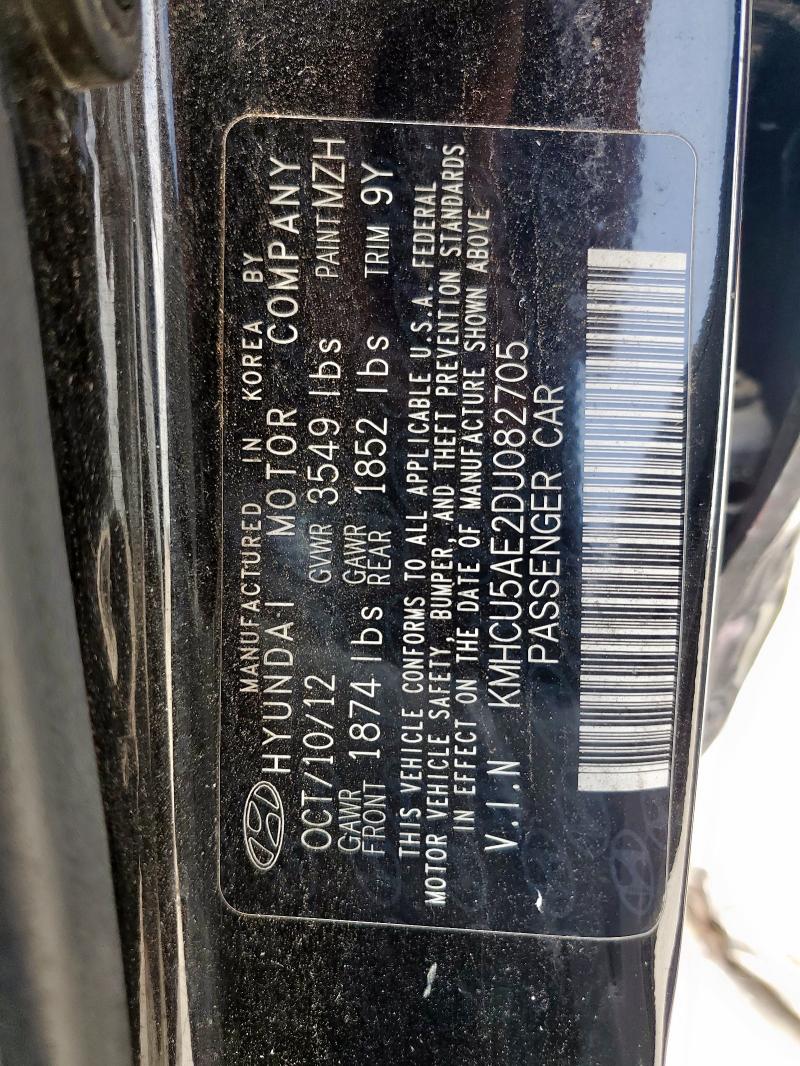 MANUFACTURED IN KOREA BY
HYUNDAI MOTOR COMPANY
OCT/10/12 GVWR 3549 lbs PAINT MZH
GAWR FRONT 1874 lbs GAWR REAR 1852 lbs TRIM 9Y
THIS VEHICLE CONFORMS TO ALL APPLICABLE U.S.A. FEDERAL
MOTOR VEHICLE SAFETY, BUMPER, AND THEFT PREVENTION STANDARDS
IN EFFECT ON THE DATE OF MANUFACTURE SHOWN ABOVE
V.I.N KMHCU5AE2DU082705
PASSENGER CAR